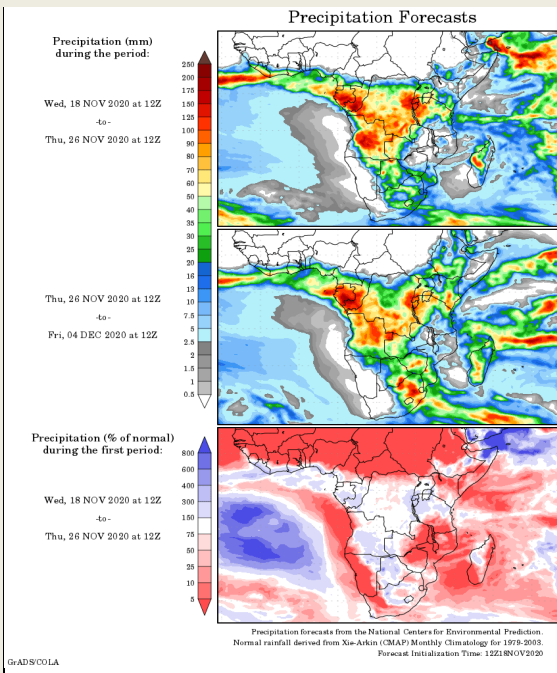 Precipitation Forecasts
Precipitation (mm)
during the period:
Wed, 18 NOV 2020 at 12Z
-to-
Thu, 26 NOV 2020 at 12Z
250
200
175
150
125
100
90
80
70
60
50
40
35
30
25
20
16
13
10
7.5
5
2.5
2
1.5
1
0.5
Thu, 26 NOV 2020 at 12Z
-to-
Fri, 04 DEC 2020 at 12Z
Precipitation (% of normal)
during the first period:
Wed, 18 NOV 2020 at 12Z
-to-
Thu, 26 NOV 2020 at 12Z
800
600
400
300
150
75
50
25
10
5
Precipitation forecasts from the National Centers for Environmental Prediction.
Normal rainfall derived from Xie-Arkin (CMAP) Monthly Climatology for 1979-2003.
Forecast Initialization Time: 12Z18NOV2020
GrADS/COLA